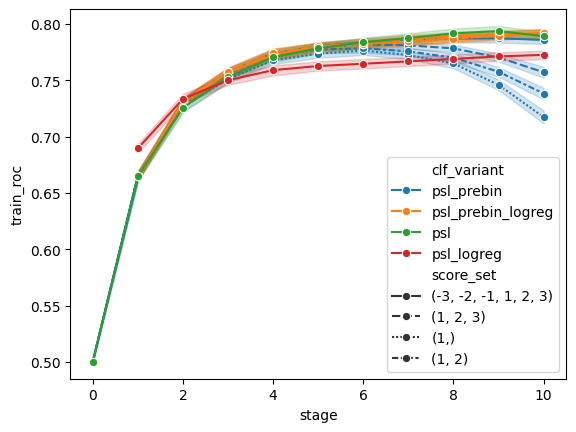 0.80
0.75
0.70
0.65
0.60
0.55
0.50
train_roc
0 2 4 6 8 10
stage
clf_variant
psl_prebin
psl_prebin_logreg
psl
psl_logreg
score_set
(-3, -2, -1, 1, 2, 3)
(1, 2, 3)
(1,)
(1, 2)